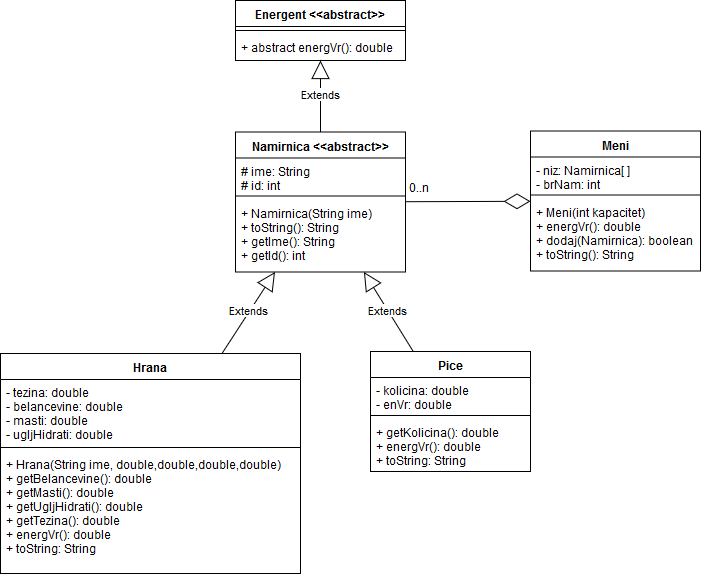 Energent <<abstract>>
+ abstract energVr(): double
Extends
Namirnica <<abstract>>
# ime: String
# id: int
+ Namirnica(String ime)
+ toString(): String
+ getIme(): String
+ getId(): int
0..n
Meni
- niz: Namirnica[ ]
- brNam: int
+ Meni(int kapacitet)
+ energVr(): double
+ dodaj(Namirnica): boolean
+ toString(): String
Extends
Extends
Hrana
- tezina: double
- belancevine: double
- masti: double
- ugljHidrati: double
+ Hrana(String ime, double,double,double,double)
+ getBelancevine(): double
+ getMasti(): double
+ getUgljHidrati(): double
+ getTezina(): double
+ energVr(): double
+ toString: String
Pice
- kolicina: double
- enVr: double
+ getKolicina(): double
+ energVr(): double
+ toString: String